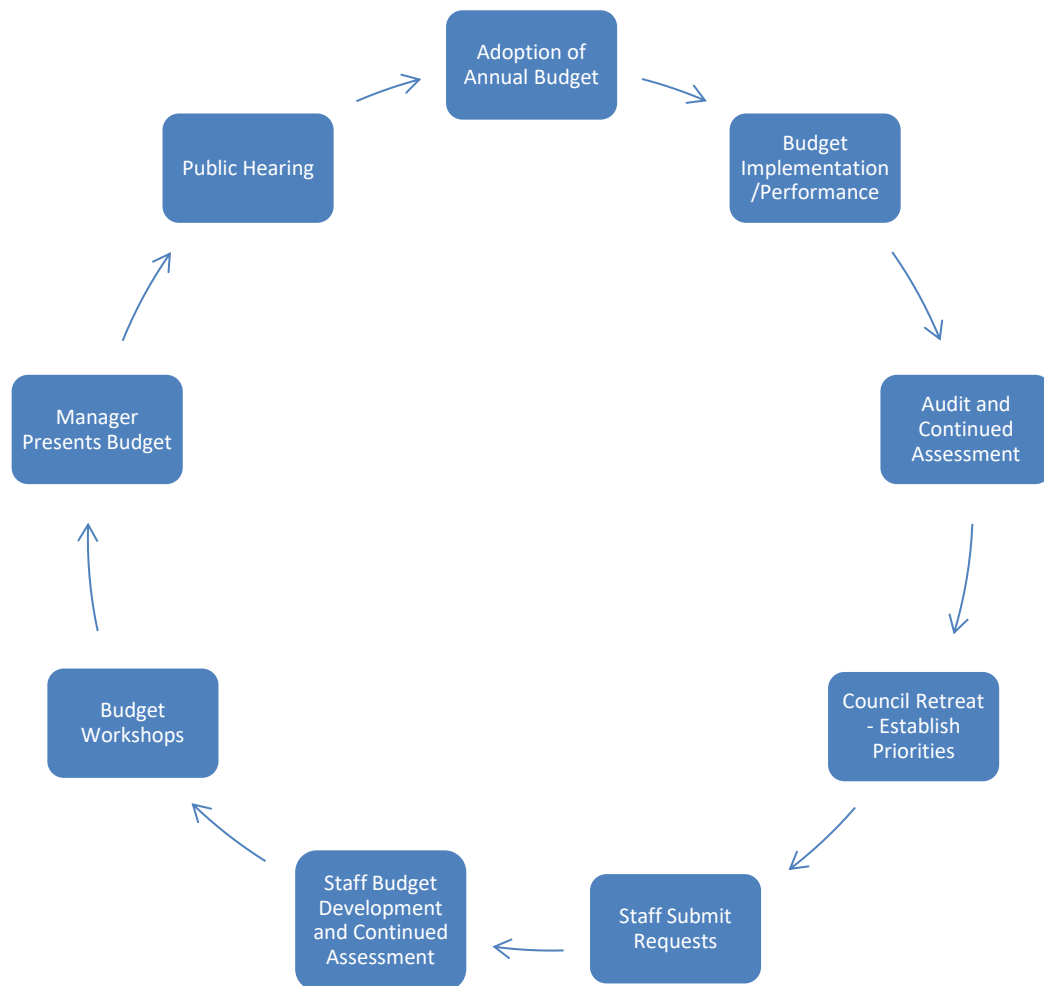 Adoption of
Annual Budget
Budget
Implementation
/Performance
Audit and
Continued
Assessment
Council Retreat
- Establish
Priorities
Staff Submit
Requests
Staff Budget
Development
and Continued
Assessment
Budget
Workshops
Manager
Presents Budget
Public Hearing